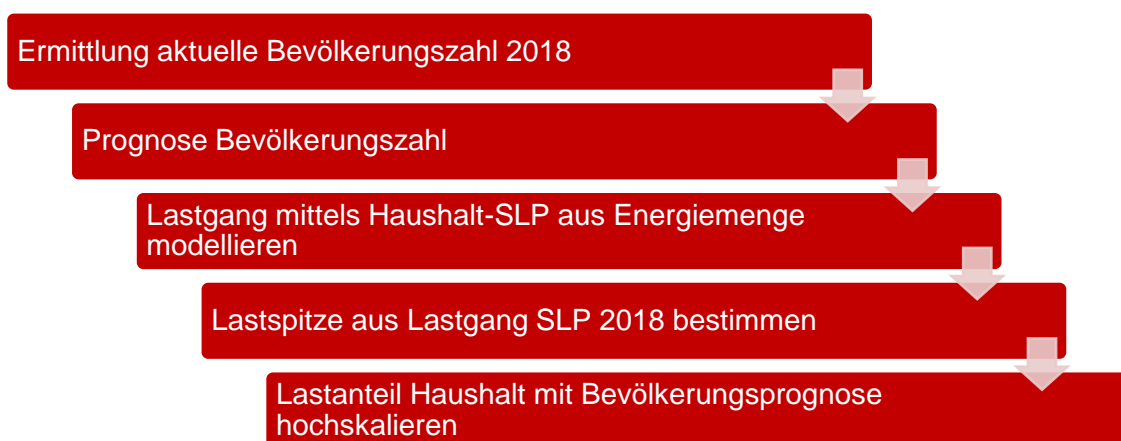 Ermittlung aktuelle Bevölkerungszahl 2018
Prognose Bevölkerungszahl
Lastgang mittels Haushalt-SLP aus Energiemenge
modellieren
Lastspitze aus Lastgang SLP 2018 bestimmen
Lastanteil Haushalt mit Bevölkerungsprognose
hochskalieren